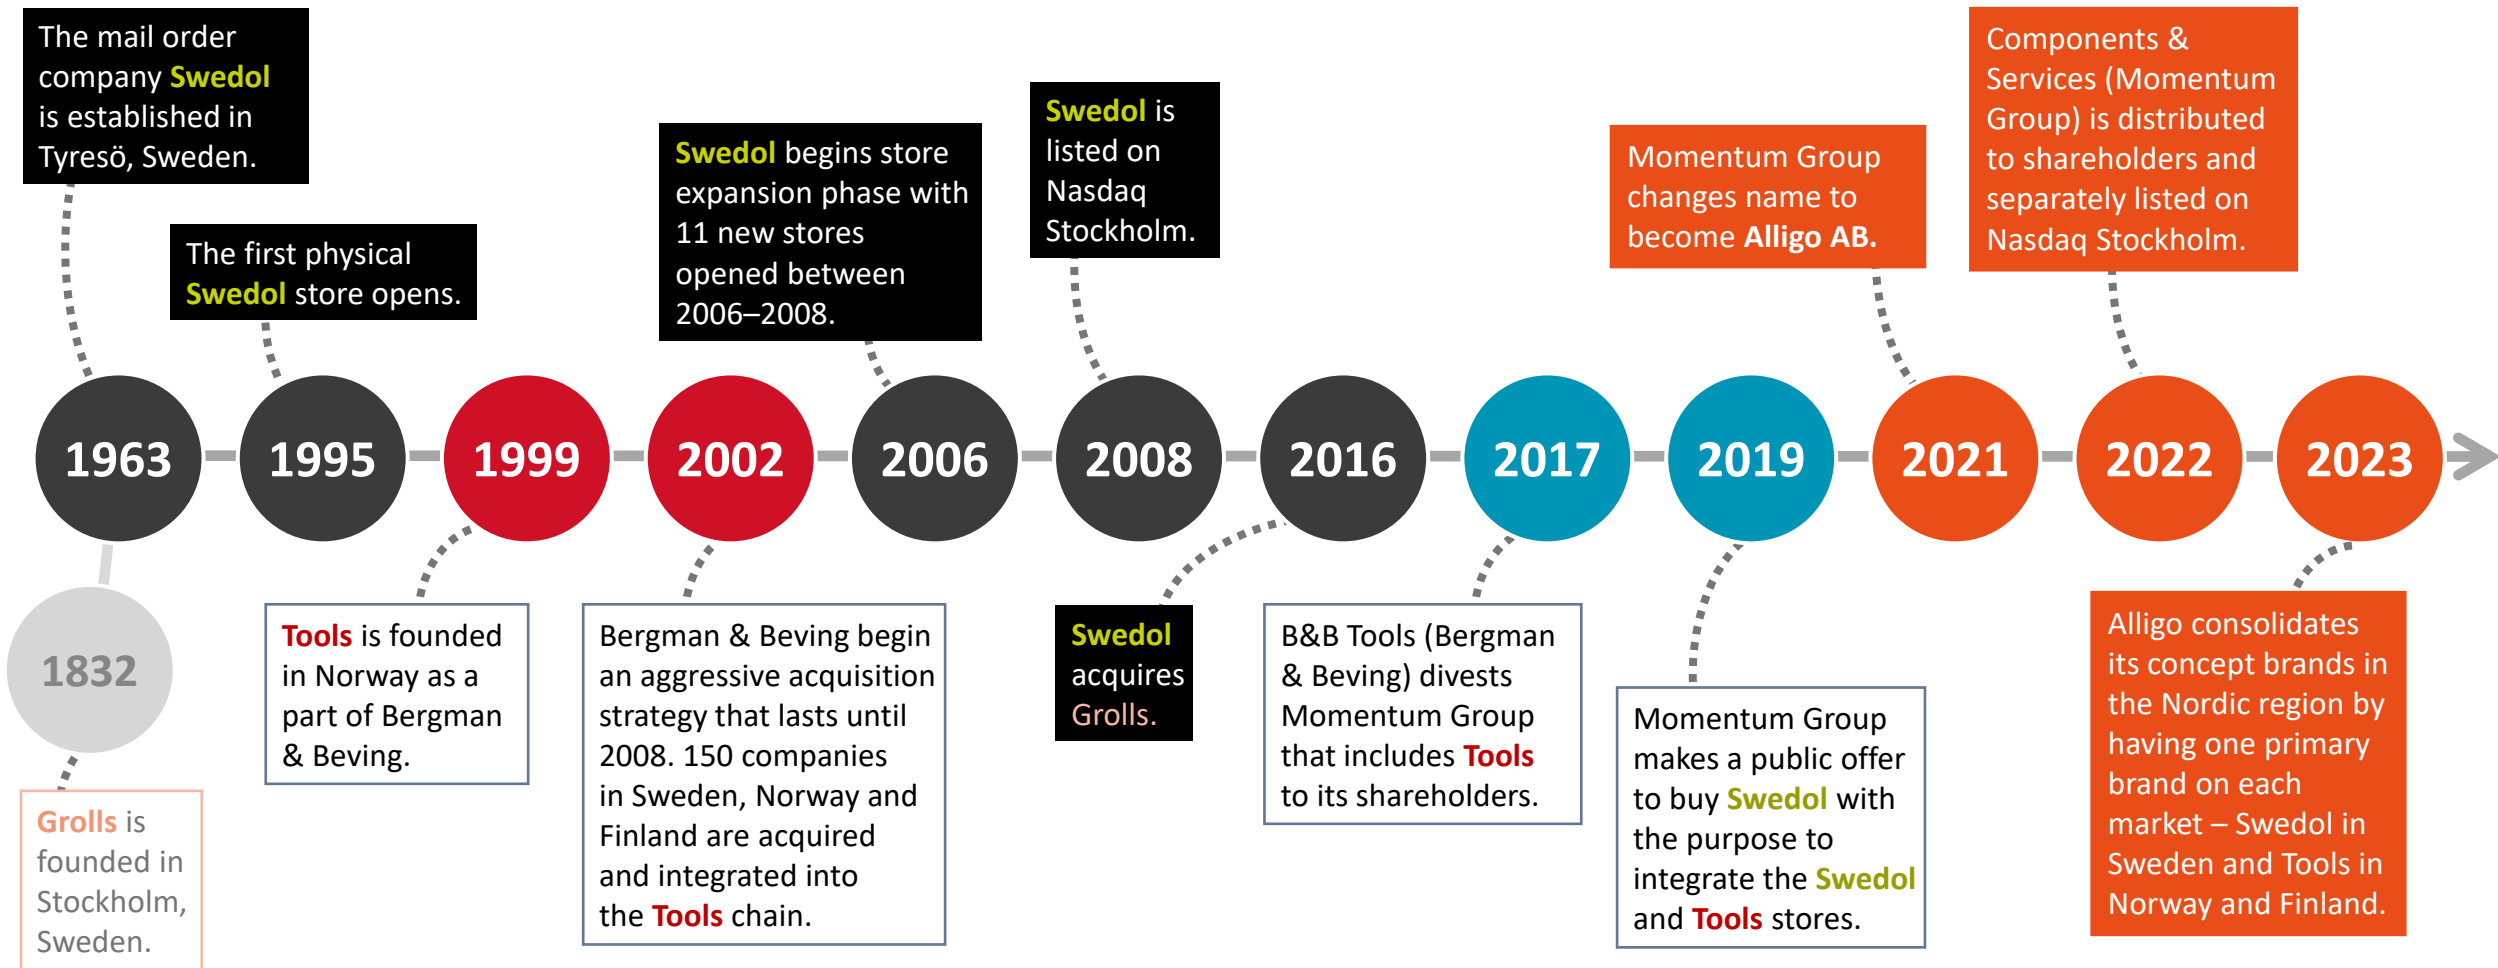 The mail order
company Swedol
is established in
Tyresö, Sweden.
The first physical
Swedol store opens.
Swedol begins store
expansion phase with
11 new stores
opened between
2006–2008.
Swedol is
listed on
Nasdaq
Stockholm.
Momentum Group
changes name to
become Alligo AB.
Components &
Services (Momentum
Group) is distributed
to shareholders and
separately listed on
Nasdaq Stockholm.
1963
1995
1999
2002
2006
2008
2016
2017
2019
2021
2022
2023
1832
Grolls is
founded in
Stockholm,
Sweden.
Tools is founded
in Norway as a
part of Bergman
& Beving.
Bergman & Beving begin
an aggressive acquisition
strategy that lasts until
2008. 150 companies
in Sweden, Norway and
Finland are acquired
and integrated into
the Tools chain.
Swedol
acquires
Grolls.
B&B Tools (Bergman
& Beving) divests
Momentum Group
that includes Tools
to its shareholders.
Momentum Group
makes a public offer
to buy Swedol with
the purpose to
integrate the Swedol
and Tools stores.
Alligo consolidates
its concept brands in
the Nordic region by
having one primary
brand on each
market – Swedol in
Sweden and Tools in
Norway and Finland.